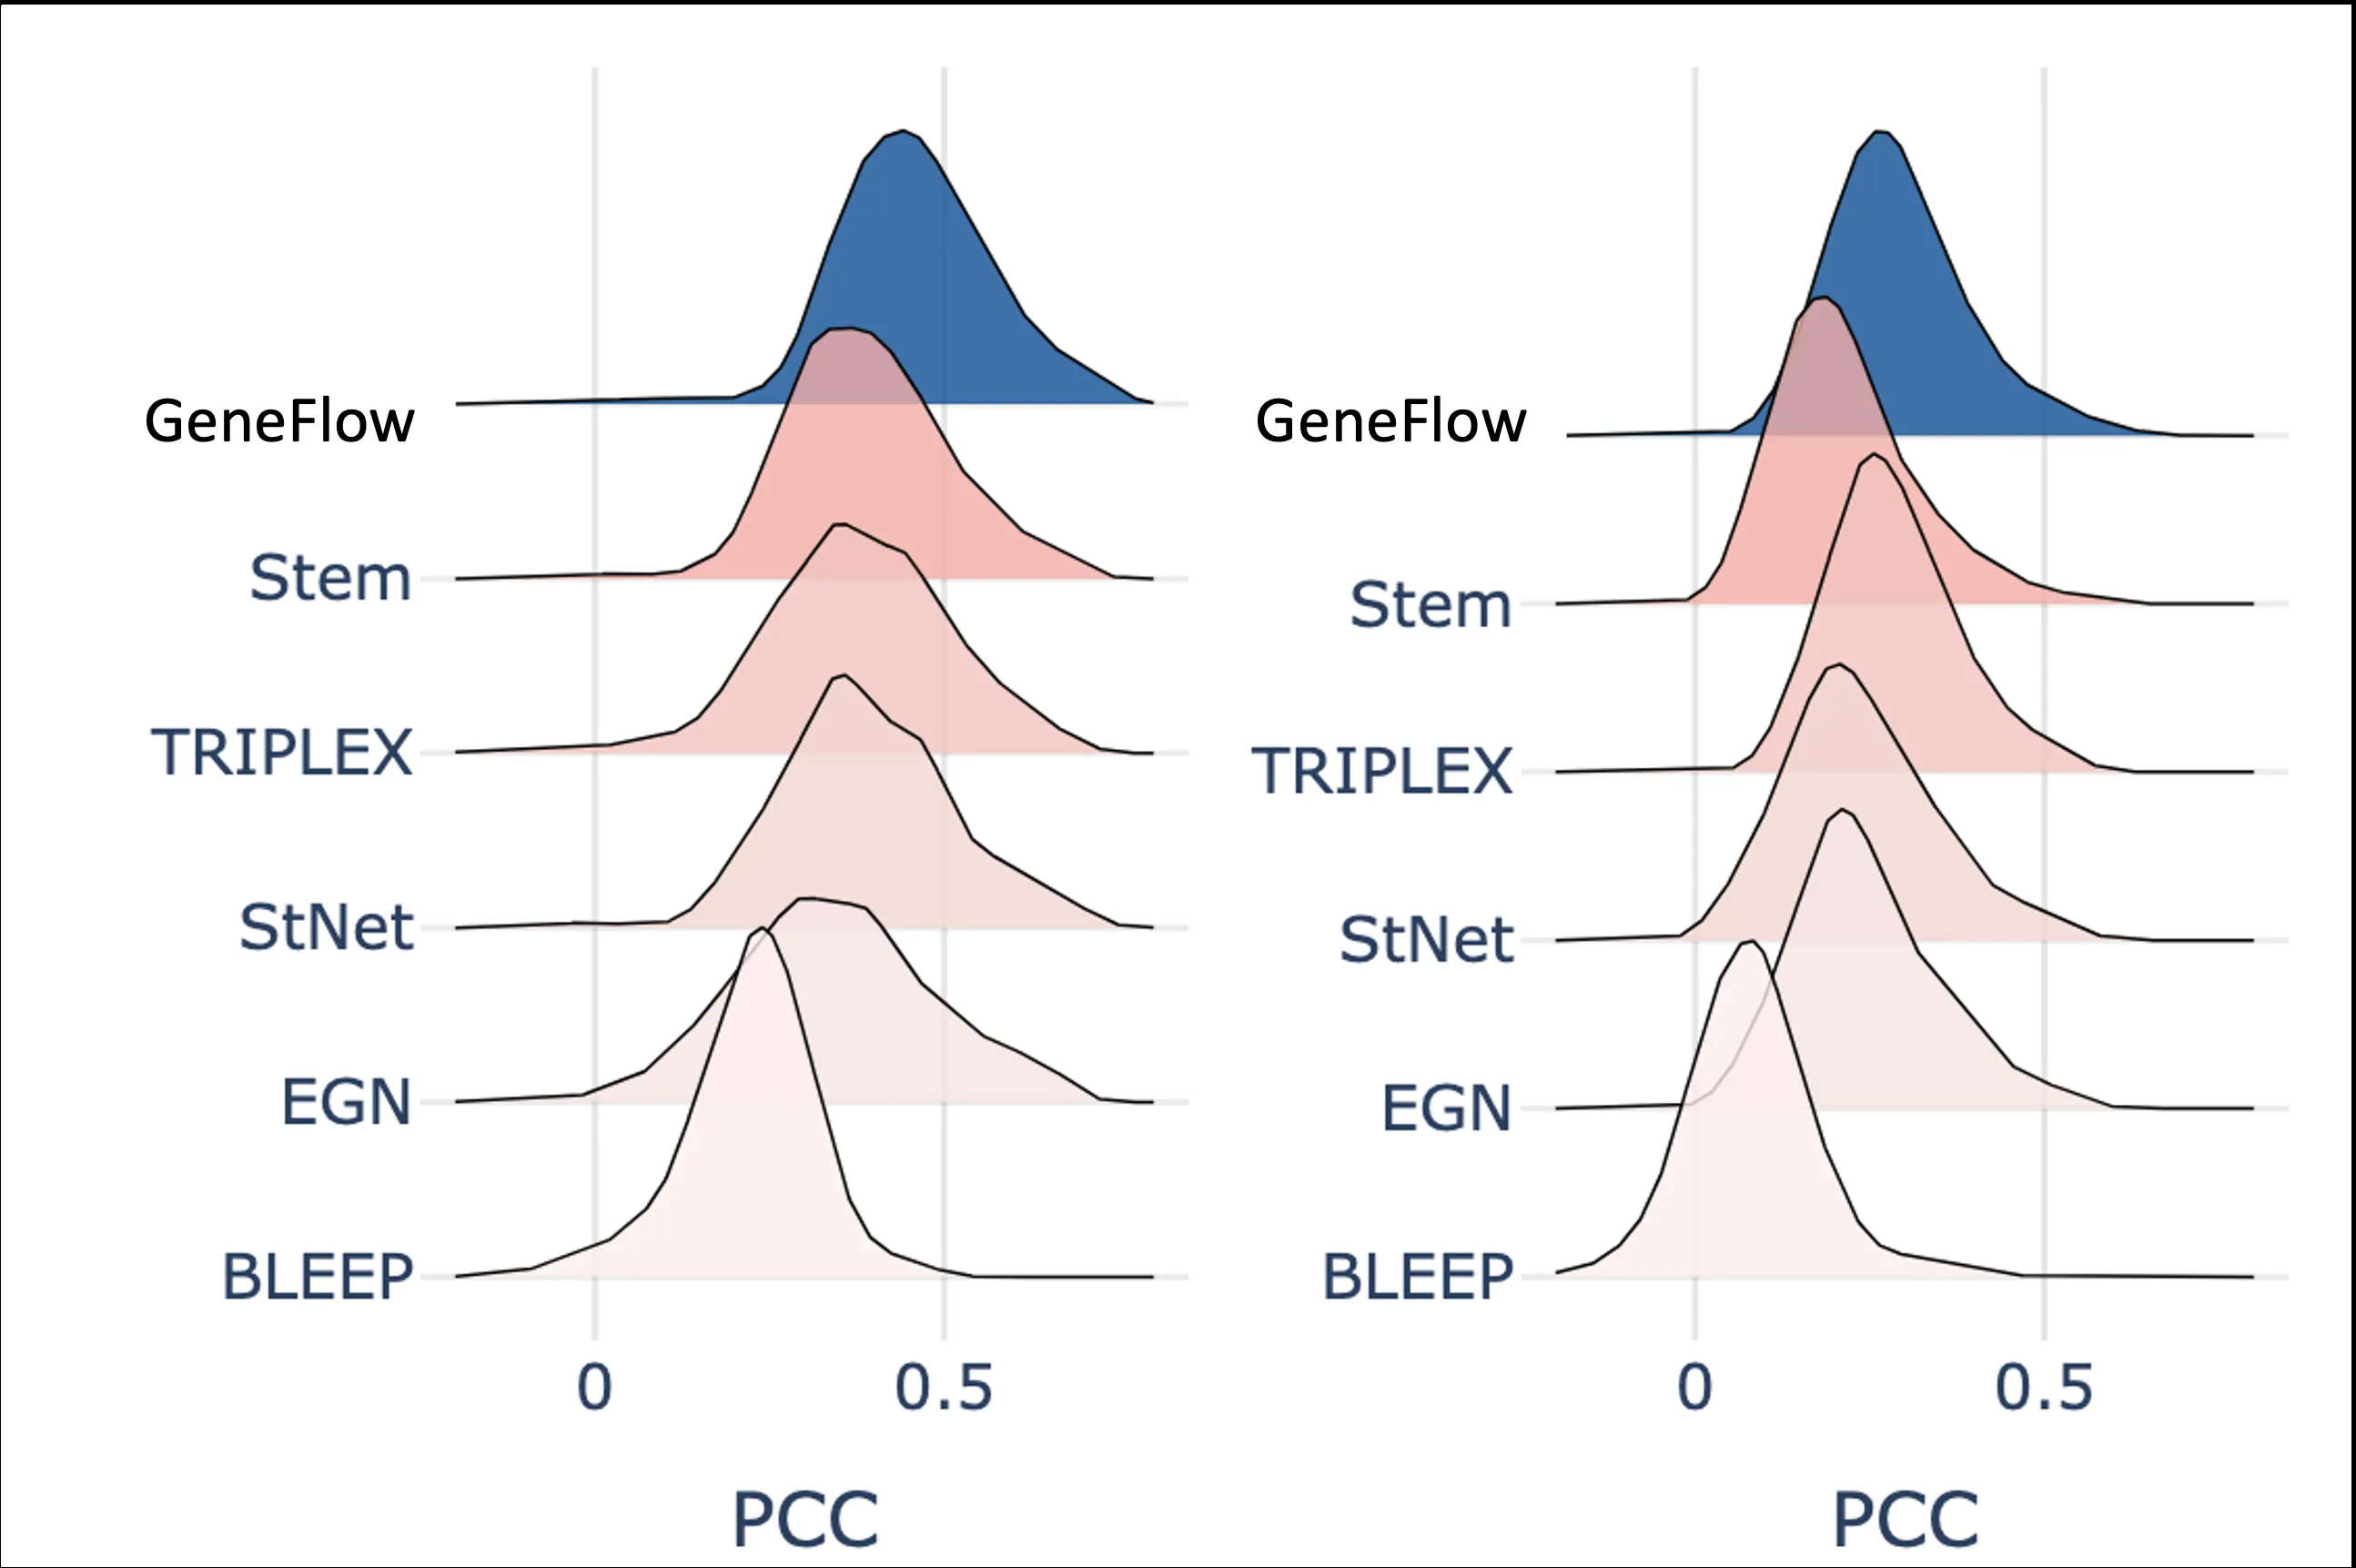 GeneFlow
Stem
TRIPLEX
StNet
EGN
BLEEP
0 0.5
PCC
GeneFlow
Stem
TRIPLEX
StNet
EGN
BLEEP
0 0.5
PCC